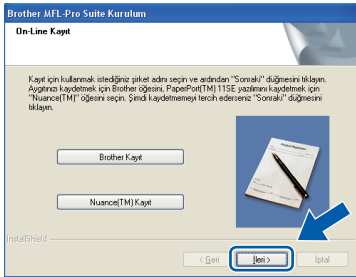 Brother MFL-Pro Suite Kurulum
On-Line Kayıt
Kayıt için kullanmak istediğiniz şirket adını seçin ve ardından "Sonraki" düğmesini tıklayın.
Aygıtınızı kaydetmek için Brother öğesini, PaperPort(TM) 11SE yazılımını kaydetmek için
"Nuance(TM)" öğesini seçin. Şimdi kaydetmemeyi tercih ederseniz "Sonraki" düğmesini
tıklayın.
Brother Kayıt
Nuance(TM) Kayıt
InstallShield
< Geri
İleri >
İptal